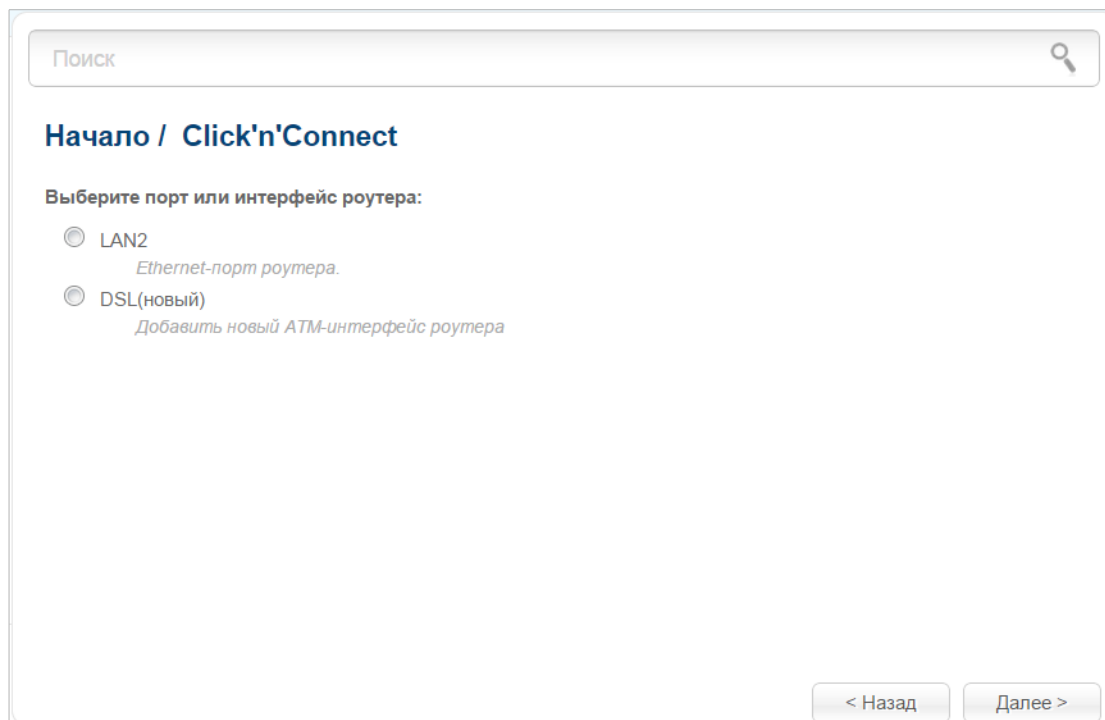 Поиск
Начало / Click'n'Connect
Выберите порт или интерфейс роутера:
LAN2
Ethernet-порт роутера.
DSL(новый)
Добавить новый ATM-интерфейс роутера
< Назад
Далее >